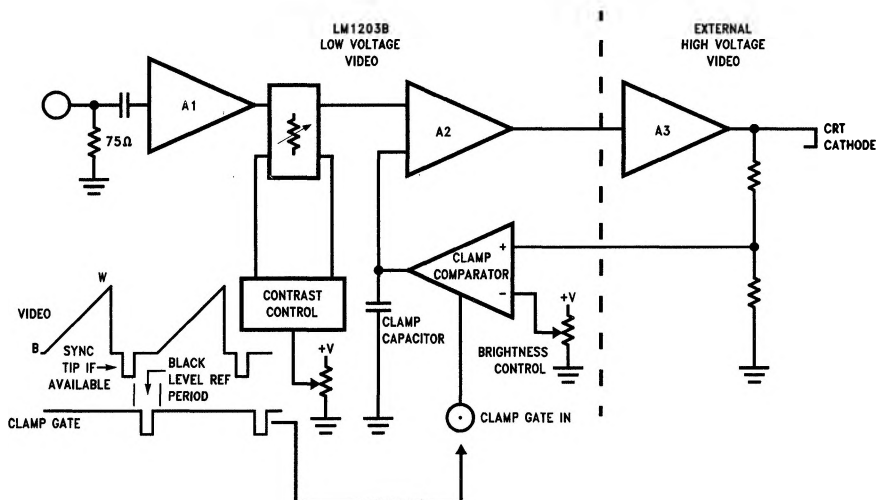 LM1203B
LOW VOLTAGE
VIDEO
EXTERNAL
HIGH VOLTAGE
VIDEO
A1
75Ω
A2
A3
CRT
CATHODE
CLAMP
COMPARATOR
+
−
CONTRAST
CONTROL
CLAMP
CAPACITOR
+V
BRIGHTNESS
CONTROL
+V
W
VIDEO
B
SYNC
TIP IF
AVAILABLE
BLACK
LEVEL REF
PERIOD
CLAMP GATE
CLAMP GATE IN